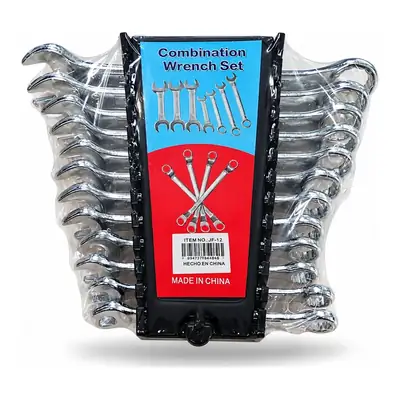 Combination
Wrench Set
ITEM NO.:JF-12
HECHO EN CHINA
MADE IN CHINA